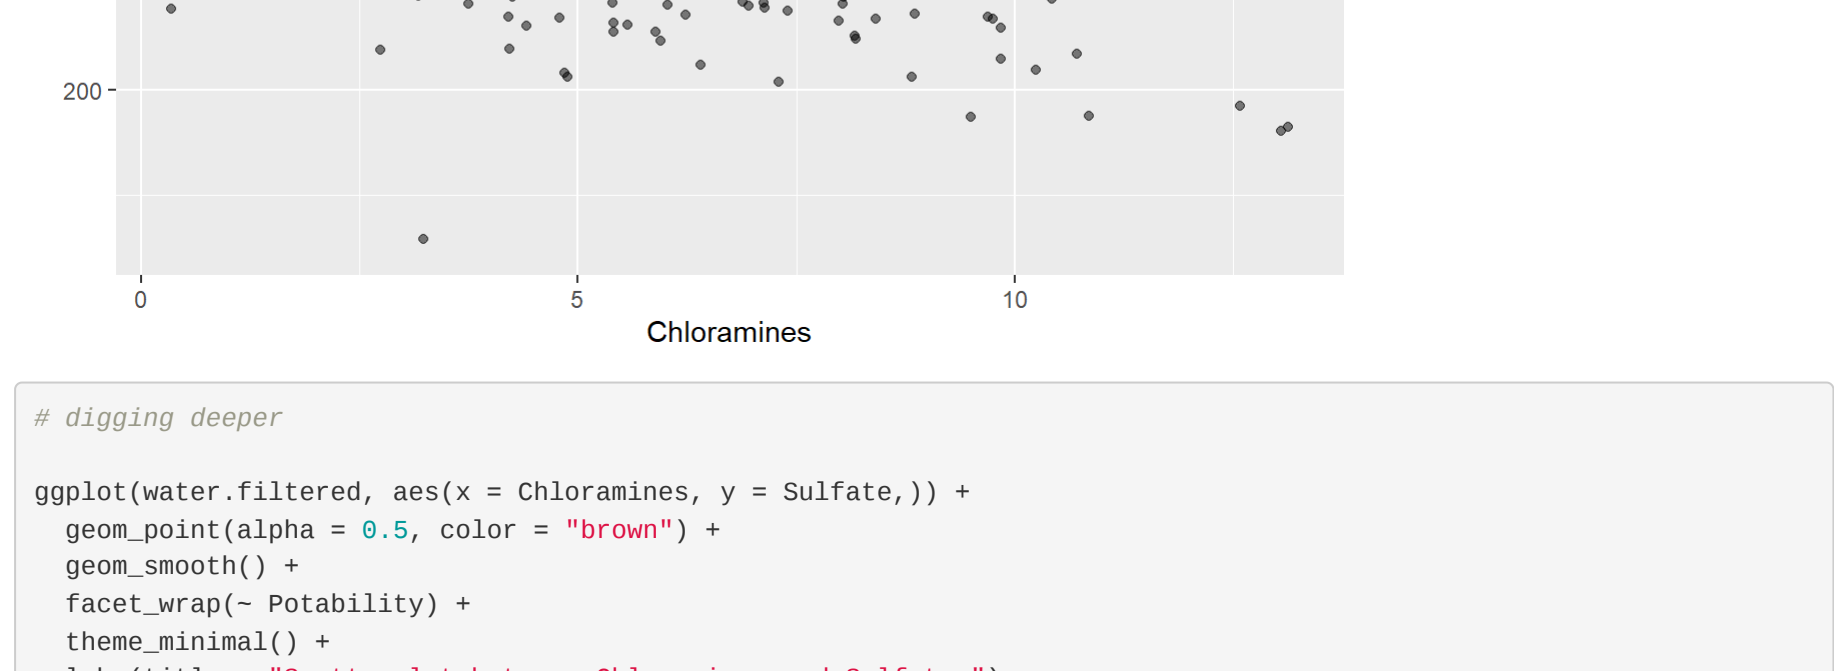 200
0 5 10
Chloramines
# digging deeper
ggplot(water.filtered, aes(x = Chloramines, y = Sulfate,)) +
  geom_point(alpha = 0.5, color = "brown") +
  geom_smooth() +
  facet_wrap(~ Potability) +
  theme_minimal() +